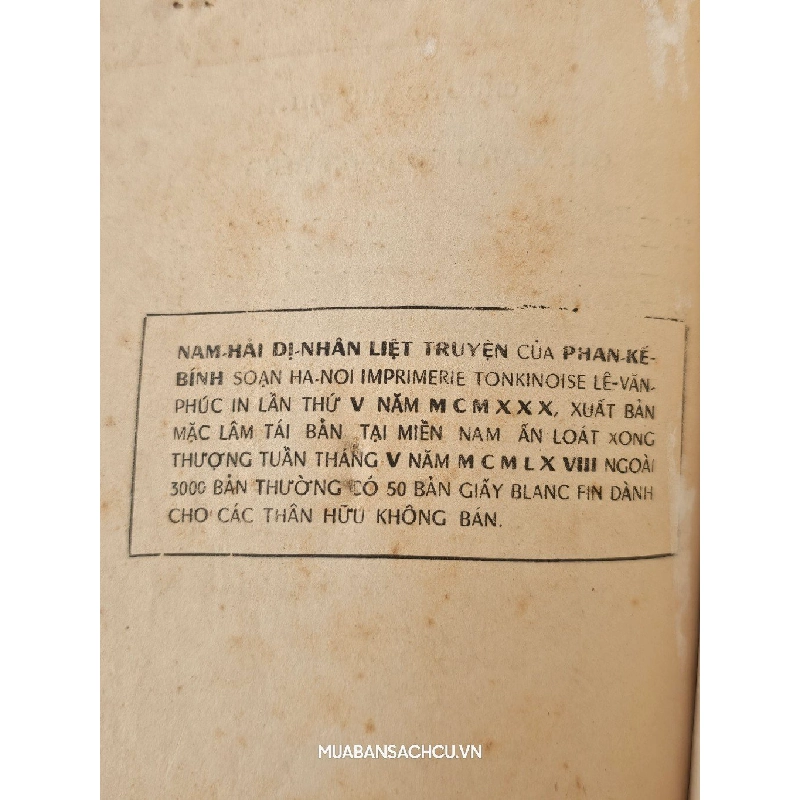 NAM-HẢI DỊ-NHÂN LIỆT TRUYỆN CỦA PHAN-KẾ-
BÍNH SOẠN HA-NOI IMPRIMERIE TONKINOISE LÊ-VĂN-
PHÚC IN LẦN THỨ V NĂM MCMXXX, XUẤT BẢN
MẶC LÂM TÁI BẢN TẠI MIỀN NAM ẤN LOÁT XONG
THƯỢNG TUẦN THÁNG V NĂM MCMLXVIII NGOÀI
3000 BẢN THƯỜNG CÓ 50 BẢN GIẤY BLANC FIN DÀNH
CHO CÁC THÂN HỮU KHÔNG BÁN.
MUABANSACHCU.VN